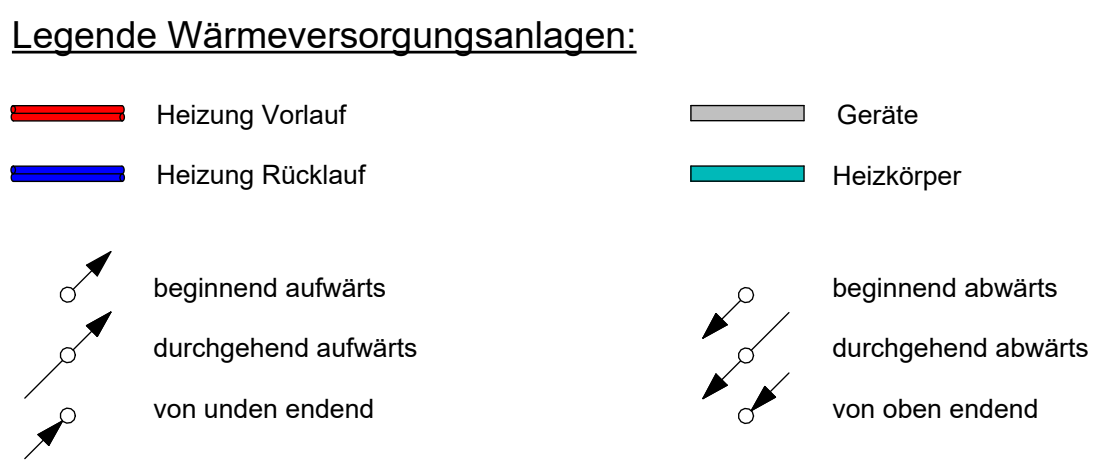 Legende Wärmeversorgungsanlagen:
Heizung Vorlauf
Geräte
Heizung Rücklauf
Heizkörper
beginnend aufwärts
beginnend abwärts
durchgehend aufwärts
durchgehend abwärts
von unden endend
von oben endend